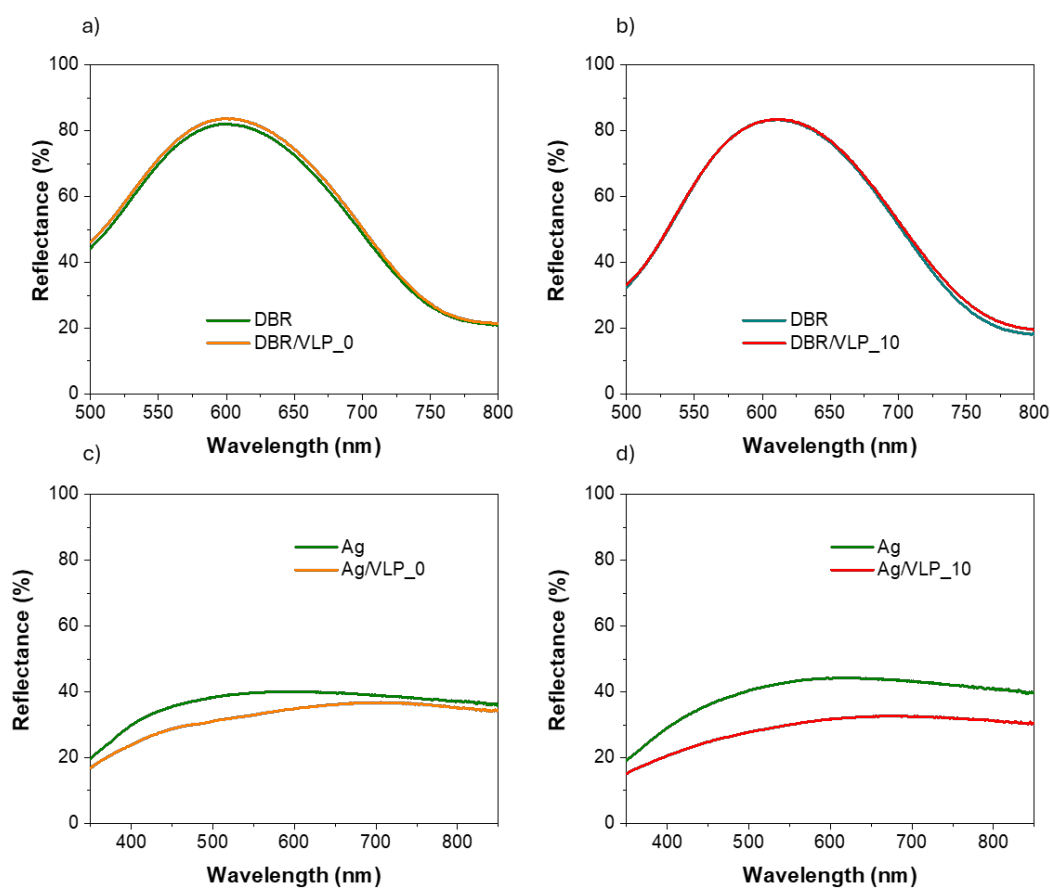 a)
100
80
60
40
20
0
Reflectance (%)
DBR
DBR/VLP_0
500 550 600 650 700 750 800
Wavelength (nm)
b)
100
80
60
40
20
0
Reflectance (%)
DBR
DBR/VLP_10
500 550 600 650 700 750 800
Wavelength (nm)
c)
100
80
60
40
20
0
Reflectance (%)
Ag
Ag/VLP_0
400 500 600 700 800
Wavelength (nm)
d)
100
80
60
40
20
0
Reflectance (%)
Ag
Ag/VLP_10
400 500 600 700 800
Wavelength (nm)